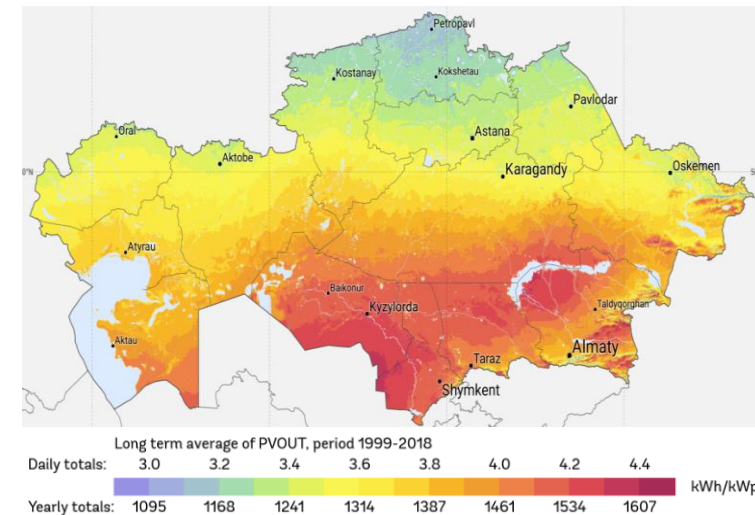 Petropavl
Kostanay
Kokshetau
Pavlodar
Oral
Astana
Aktobe
Karagandy
Oskemen
0°N
5
Atyrau
Baikonur
Kyzylorda
Taldyqorghan
Aktau
Almaty
Taraz
Shymkent
Long term average of PVOUT, period 1999-2018
Daily totals: 3.0 3.2 3.4 3.6 3.8 4.0 4.2 4.4
kWh/kWp
Yearly totals: 1095 1168 1241 1314 1387 1461 1534 1607